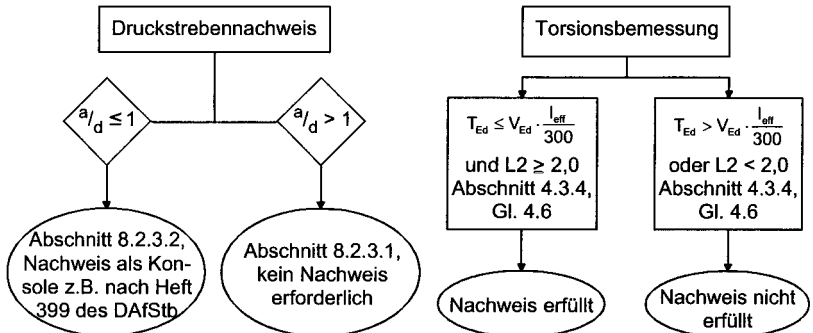 Druckstrebennachweis
a/d ≤ 1
a/d > 1
Abschnitt 8.2.3.2,
Nachweis als Kon-
sole z.B. nach Heft
399 des DAfStb
Abschnitt 8.2.3.1,
kein Nachweis
erforderlich
Torsionsbemessung
T_Ed ≤ V_Ed · l_eff/300
und L2 ≥ 2,0
Abschnitt 4.3.4,
Gl. 4.6
Nachweis erfüllt
T_Ed > V_Ed · l_eff/300
oder L2 < 2,0
Abschnitt 4.3.4,
Gl. 4.6
Nachweis nicht
erfüllt